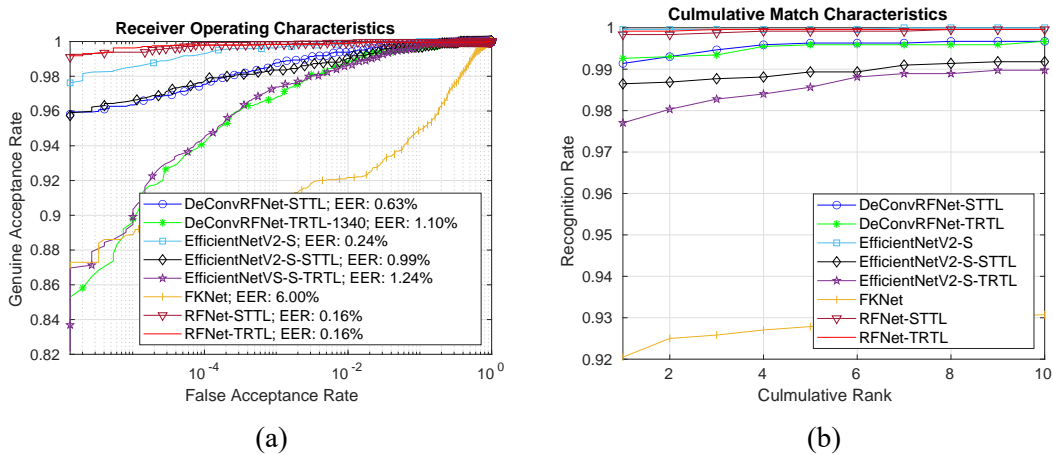 Receiver Operating Characteristics
1
0.98
0.96
0.94
0.92
0.9
0.88
0.86
0.84
0.82
Genuine Acceptance Rate
DeConvRFNet-STTL; EER: 0.63%
DeConvRFNet-TRTL-1340; EER: 1.10%
EfficientNetV2-S; EER: 0.24%
EfficientNetV2-S-STTL; EER: 0.99%
EfficientNetVS-S-TRTL; EER: 1.24%
FKNet; EER: 6.00%
RFNet-STTL; EER: 0.16%
RFNet-TRTL; EER: 0.16%
10-4 10-2 100
False Acceptance Rate
(a)
Culmulative Match Characteristics
1
0.99
0.98
0.97
0.96
0.95
0.94
0.93
0.92
Recognition Rate
DeConvRFNet-STTL
DeConvRFNet-TRTL
EfficientNetV2-S
EfficientNetV2-S-STTL
EfficientNetV2-S-TRTL
FKNet
RFNet-STTL
RFNet-TRTL
2 4 6 8 10
Culmulative Rank
(b)